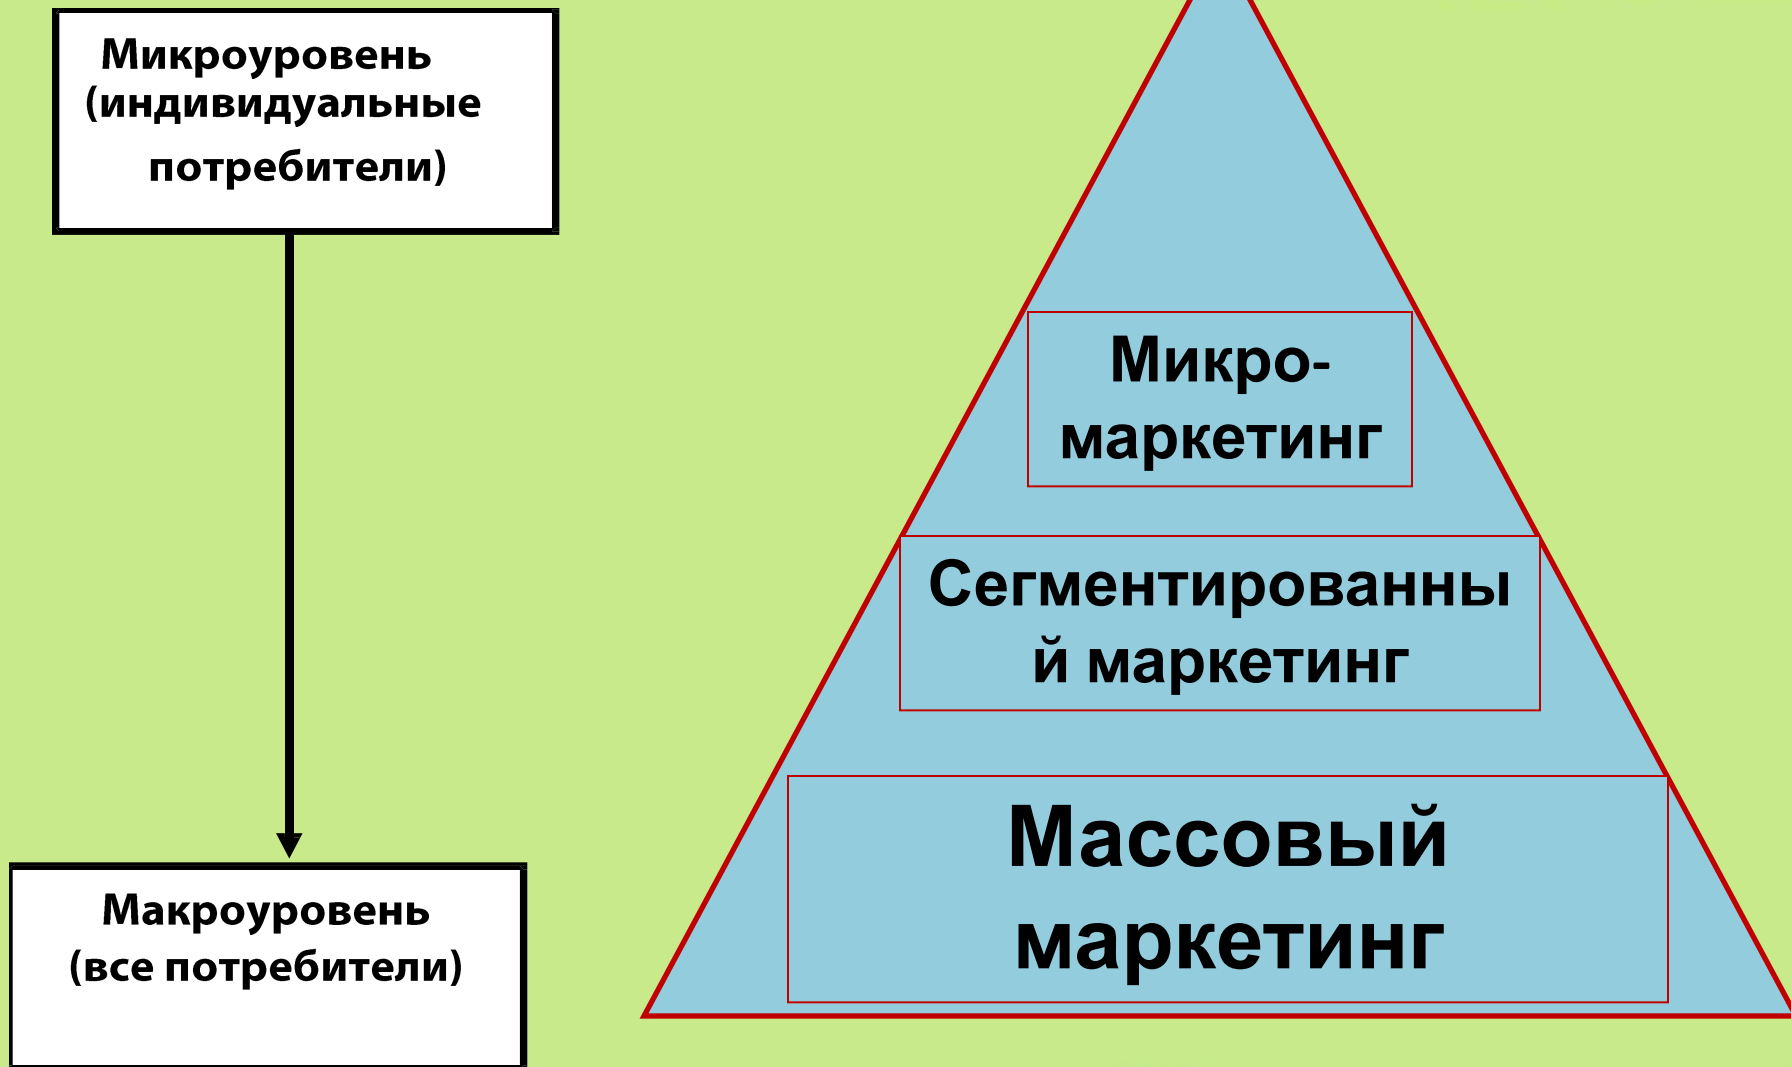 Микроуровень
(индивидуальные
потребители)
Микро-
маркетинг
Сегментированны
й маркетинг
Массовый
маркетинг
Макроуровень
(все потребители)